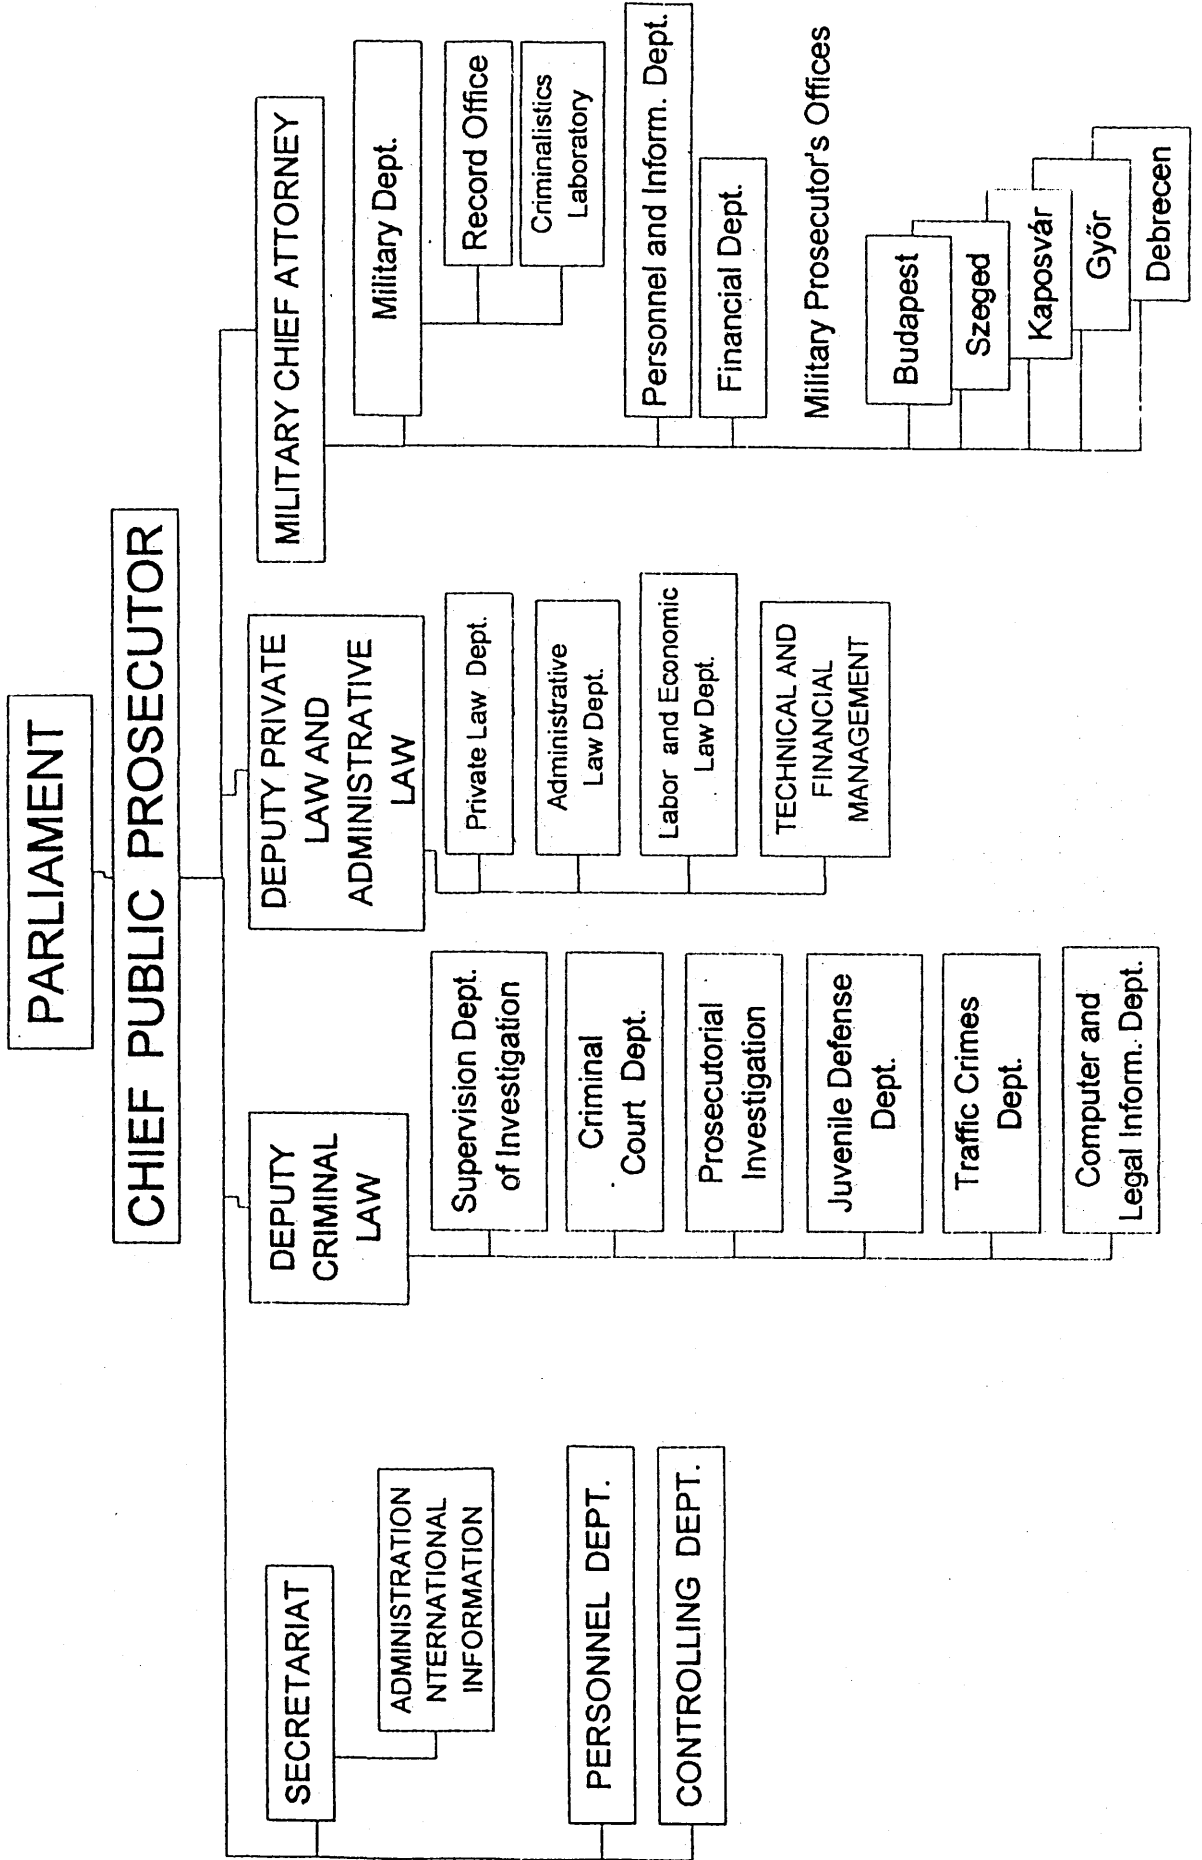 PARLIAMENT
CHIEF PUBLIC PROSECUTOR
SECRETARIAT
ADMINISTRATION
NTERNATIONAL
INFORMATION
PERSONNEL DEPT.
CONTROLLING DEPT.
DEPUTY
CRIMINAL
LAW
Supervision Dept.
of Investigation
Criminal
Court Dept.
Prosecutorial
Investigation
Juvenile Defense
Dept.
Traffic Crimes
Dept.
Computer and
Legal Inform. Dept.
DEPUTY PRIVATE
LAW AND
ADMINISTRATIVE
LAW
Private Law Dept.
Administrative
Law Dept.
Labor and Economic
Law Dept.
TECHNICAL AND
FINANCIAL
MANAGEMENT
MILITARY CHIEF ATTORNEY
Military Dept.
Record Office
Criminalistics
Laboratory
Personnel and Inform. Dept.
Financial Dept.
Military Prosecutor's Offices
Budapest
Szeged
Kaposvár
Győr
Debrecen